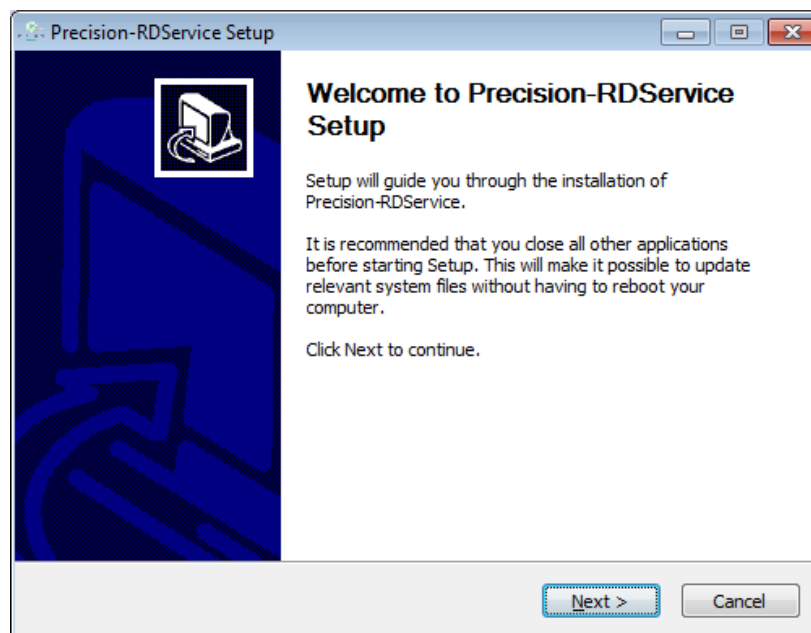 Precision-RDService Setup
Welcome to Precision-RDService
Setup
Setup will guide you through the installation of
Precision-RDService.
It is recommended that you close all other applications
before starting Setup. This will make it possible to update
relevant system files without having to reboot your
computer.
Click Next to continue.
Next >
Cancel